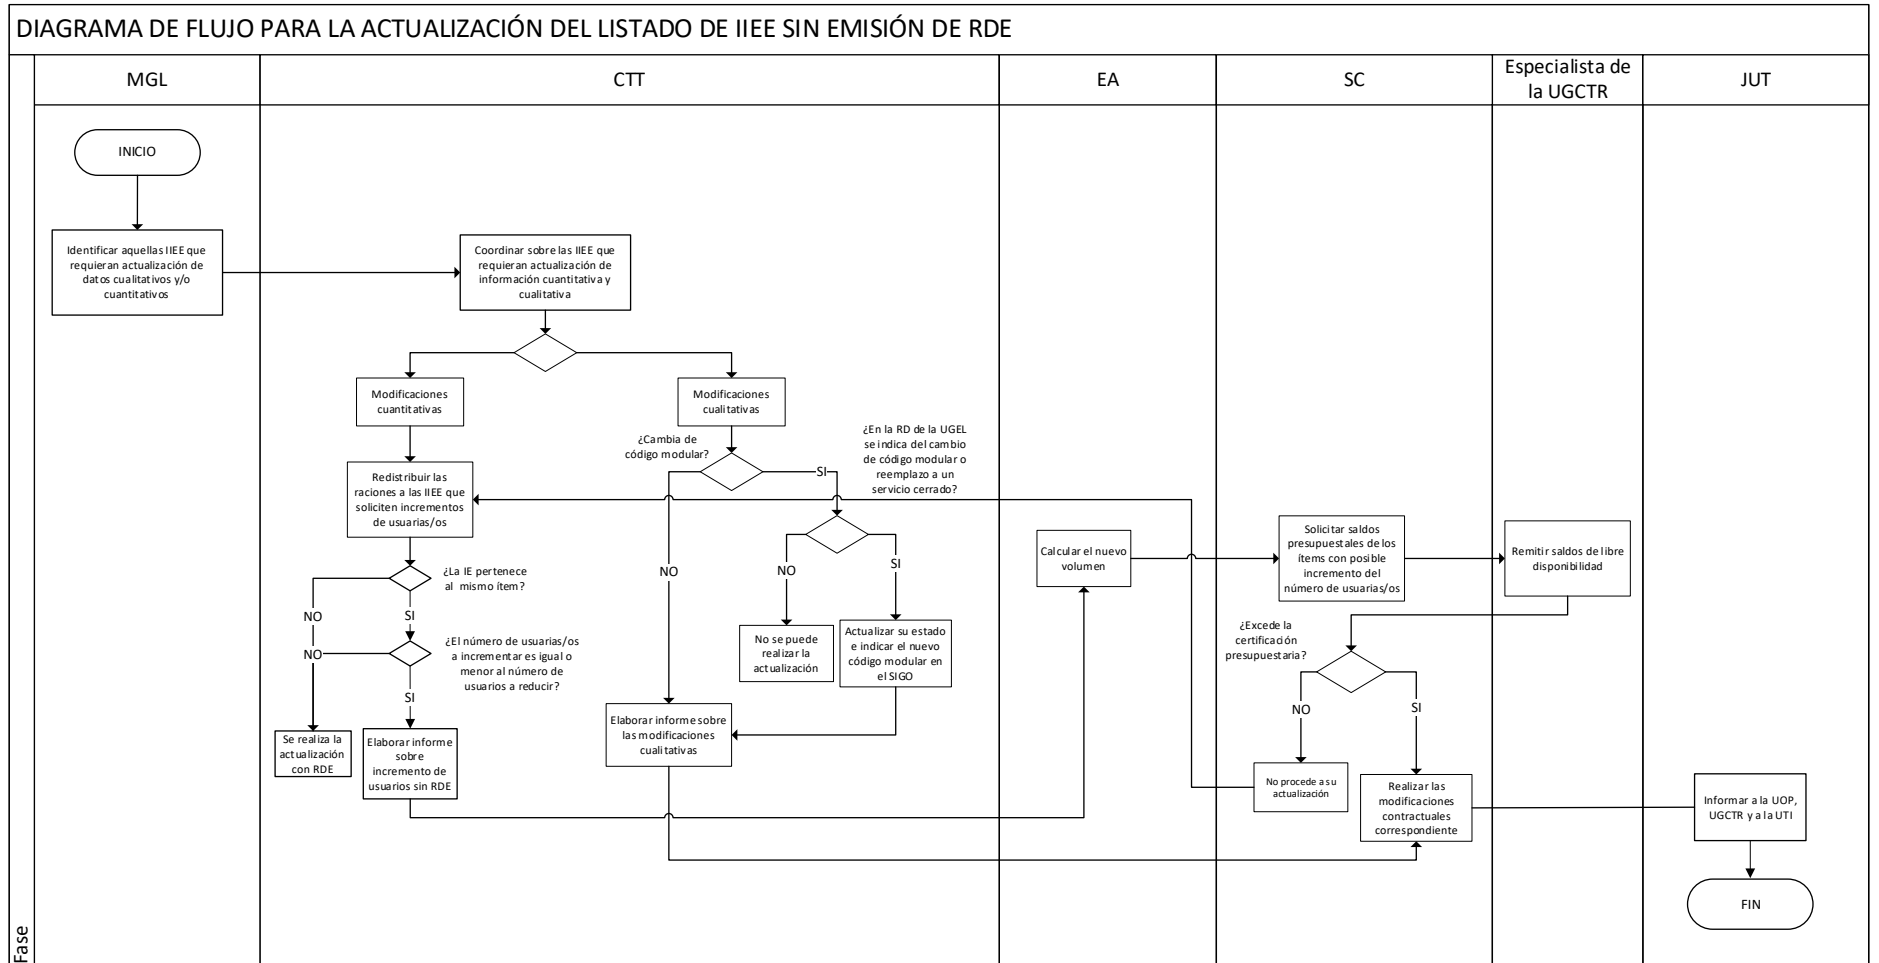 DIAGRAMA DE FLUJO PARA LA ACTUALIZACIÓN DEL LISTADO DE IIEE SIN EMISIÓN DE RDE
MGL
CTT
EA
SC
Especialista de
la UGCTR
JUT
INICIO
Identificar aquellas IIEE que
requieran actualización de
datos cualitativos y/o
cuantitativos
Coordinar sobre las IIEE que
requieran actualización de
información cuantitativa y
cualitativa
Modificaciones
cuantitativas
Modificaciones
cualitativas
¿Cambia de
código modular?
¿En la RD de la UGEL
se indica del cambio
de código modular o
reemplazo a un
servicio cerrado?
SI
Redistribuir las
raciones a las IIEE que
soliciten incrementos
de usuarias/os
¿La IE pertenece
al mismo ítem?
NO
SI
NO
NO
SI
¿El número de usuarias/os
a incrementar es igual o
menor al número de
usuarios a reducir?
NO
SI
No se puede
realizar la
actualización
Actualizar su estado
e indicar el nuevo
código modular en
el SIGO
Se realiza la
actualización
con RDE
Elaborar informe
sobre
incremento de
usuarios sin RDE
Elaborar informe sobre
las modificaciones
cualitativas
Calcular el nuevo
volumen
Solicitar saldos
presupuestales de los
ítems con posible
incremento del
número de usuarias/os
Remitir saldos de libre
disponibilidad
¿Excede la
certificación
presupuestaria?
NO
SI
No procede a su
actualización
Realizar las
modificaciones
contractuales
correspondiente
Informar a la UOP,
UGCTR y a la UTI
FIN
Fase